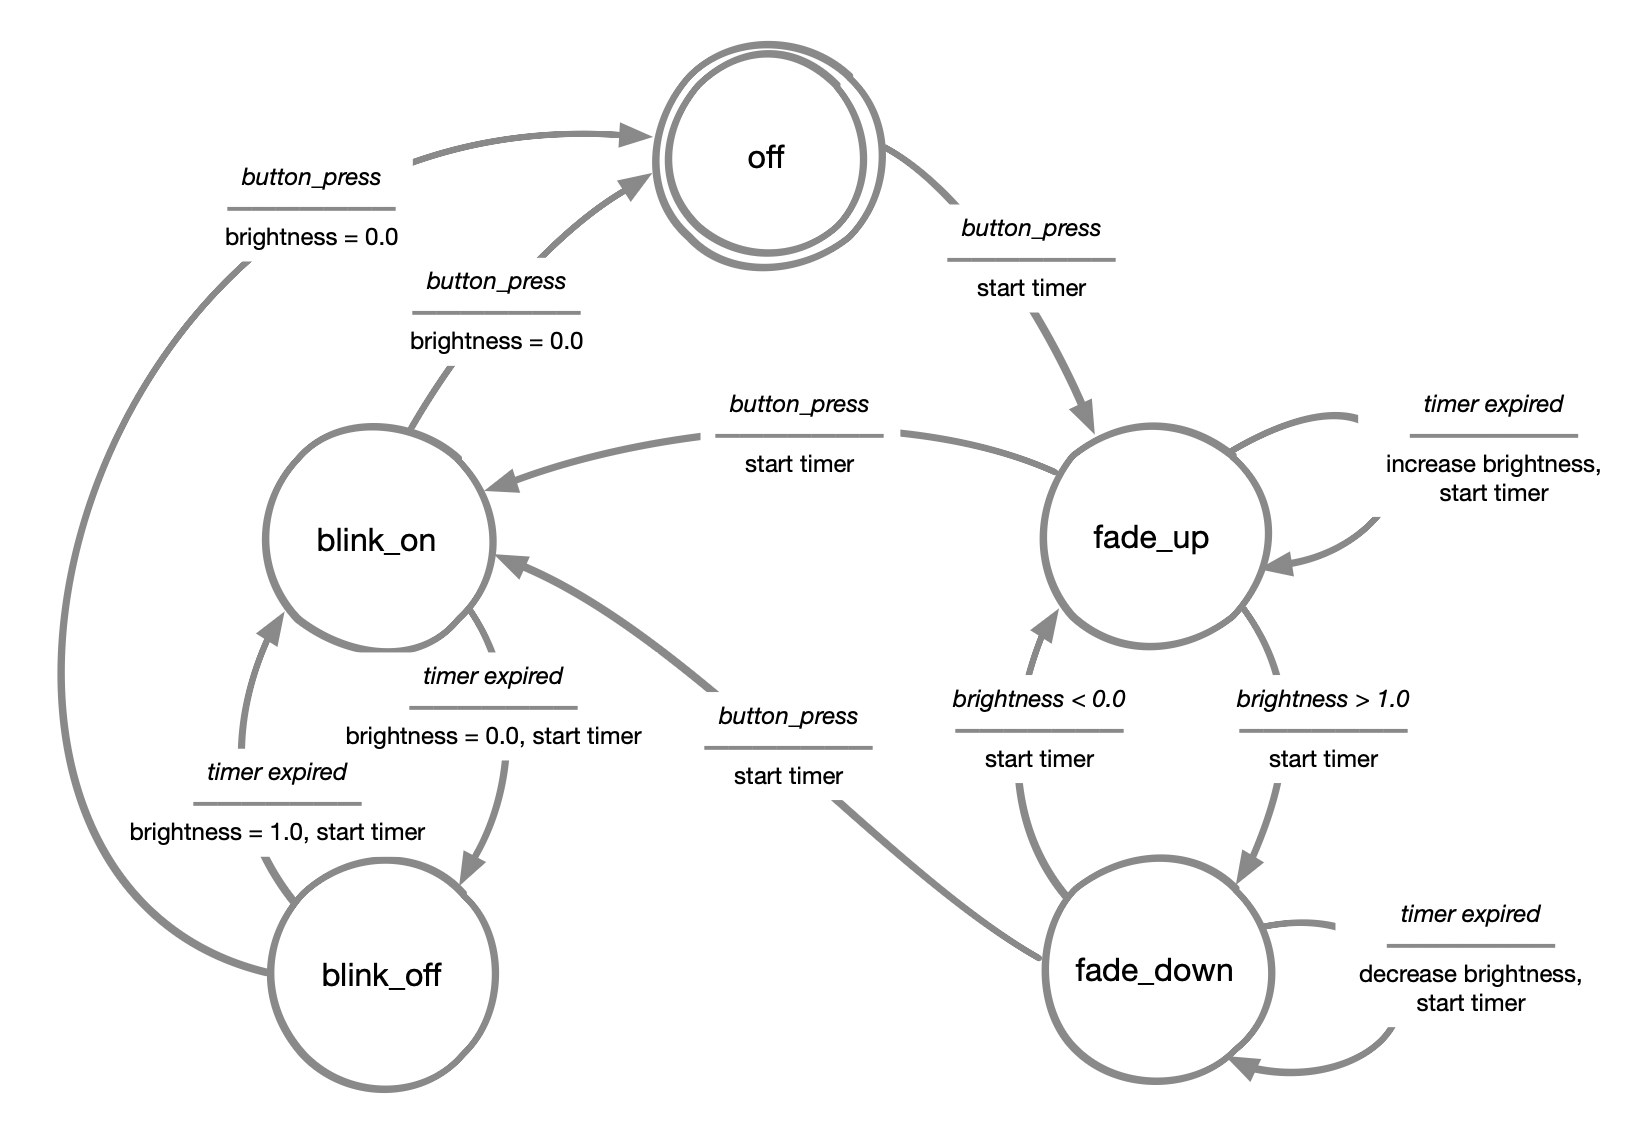 off
button_press
brightness = 0.0
button_press
start timer
button_press
brightness = 0.0
button_press
start timer
timer expired
increase brightness,
start timer
blink_on
fade_up
timer expired
brightness = 0.0, start timer
button_press
start timer
brightness < 0.0
start timer
brightness > 1.0
start timer
timer expired
brightness = 1.0, start timer
timer expired
decrease brightness,
start timer
blink_off
fade_down